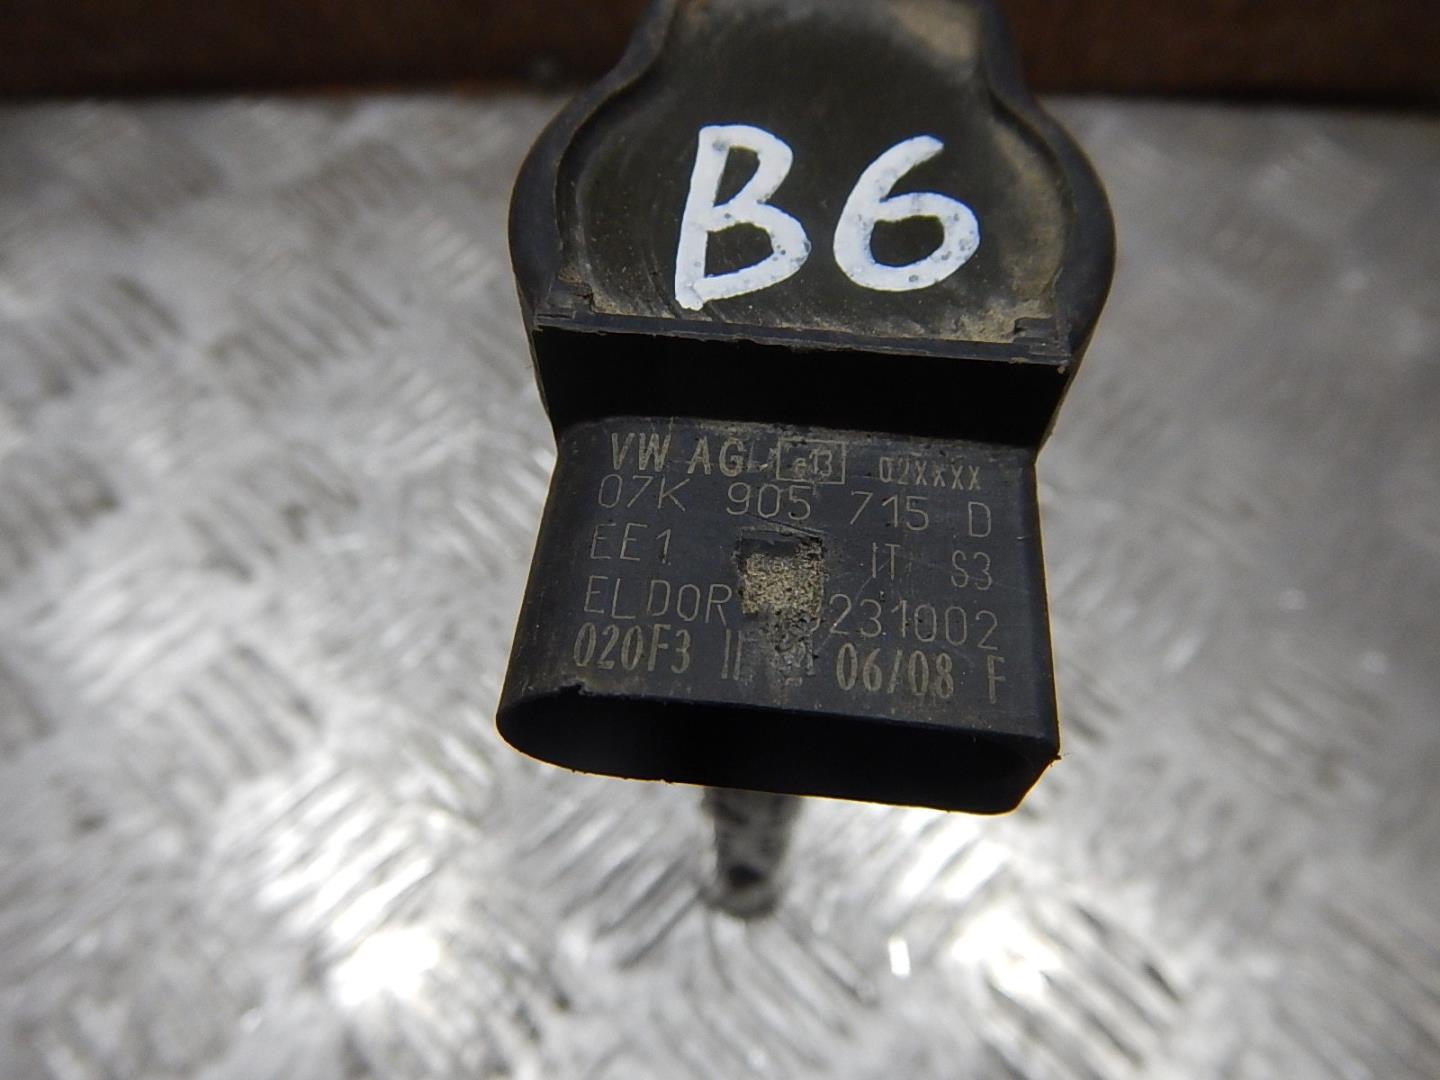 B6
VW AG e13 02XXXX
07K 905 715 D
EE1 IT S3
ELDOR 231002
020F3 06/08 F